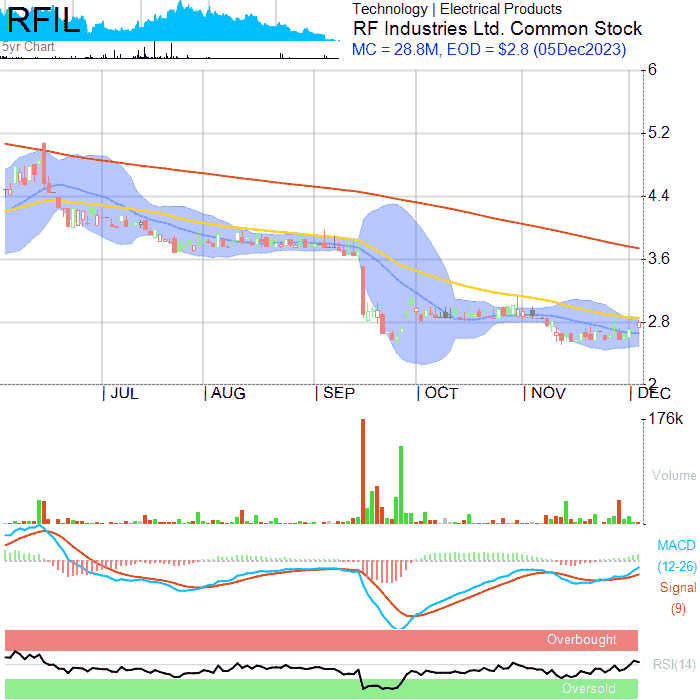 RFIL
5yr Chart
Technology | Electrical Products
RF Industries Ltd. Common Stock
MC = 28.8M, EOD = $2.8 (05Dec2023)
6
5.2
4.4
3.6
2.8
2
JUL
AUG
SEP
OCT
NOV
DEC
176k
Volume
MACD
(12-26)
Signal
(9)
Overbought
RSI(14)
Oversold